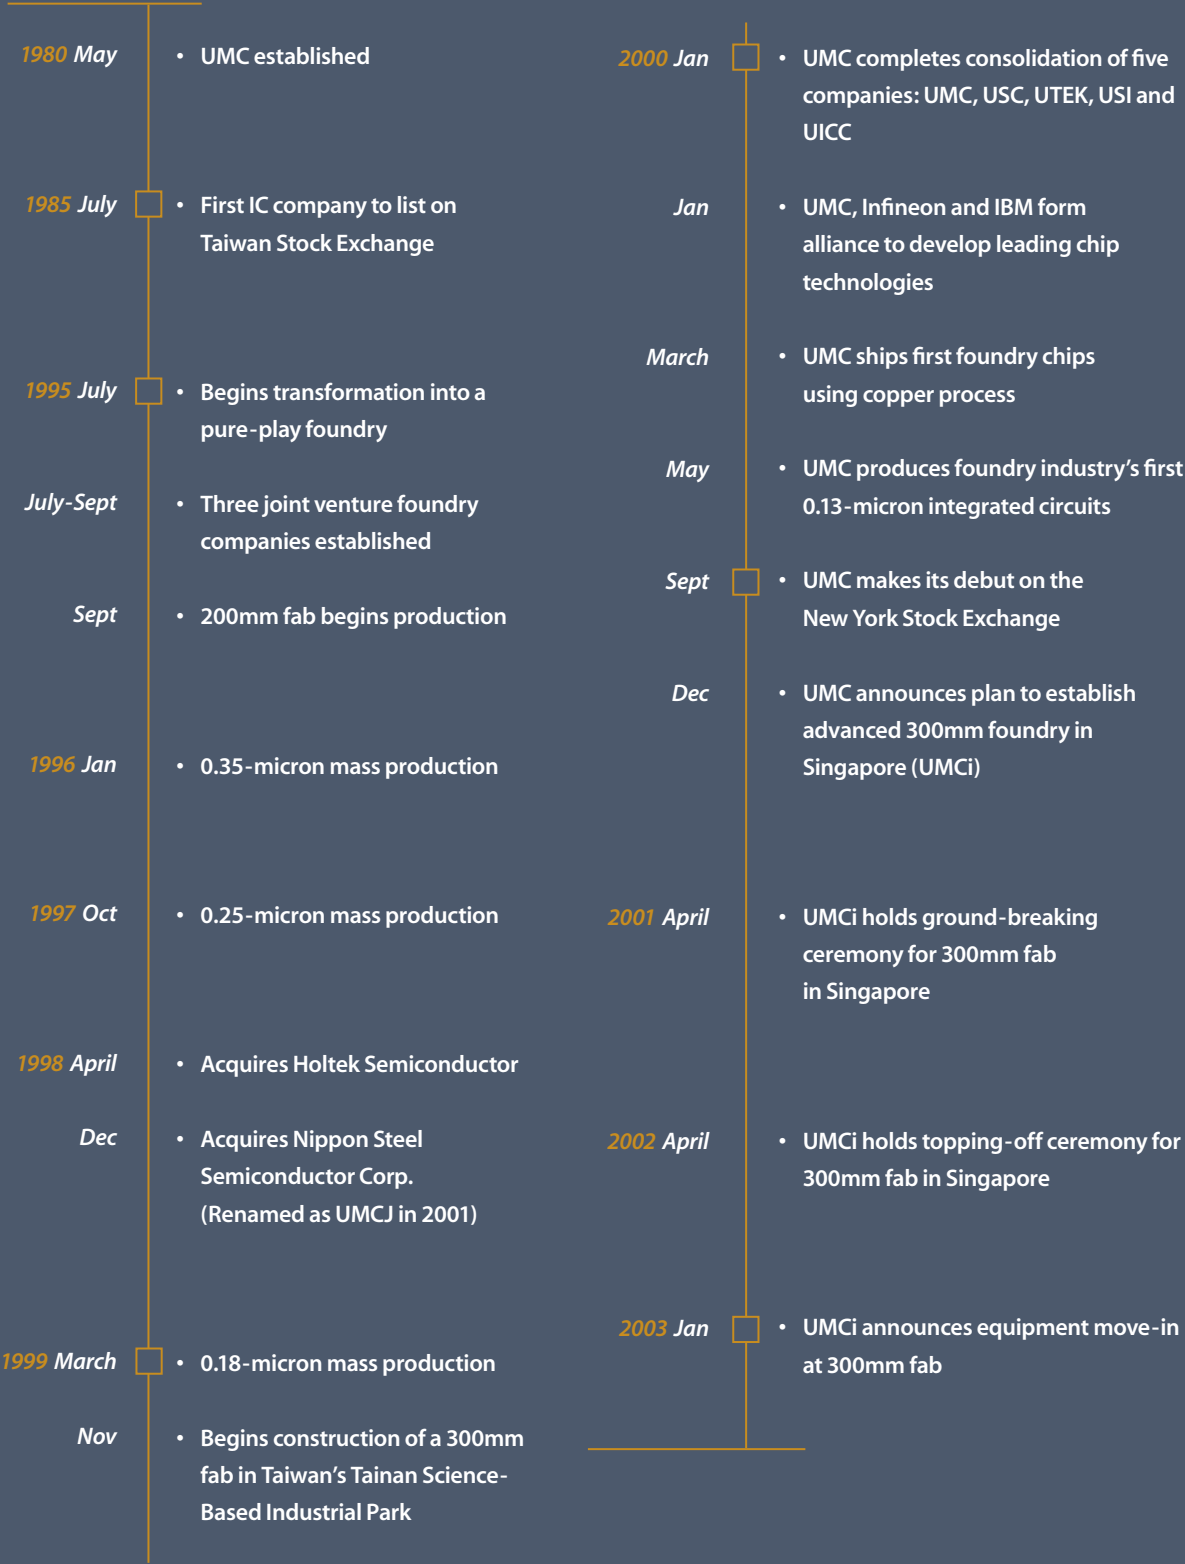 1980 May
• UMC established
1985 July
• First IC company to list on
Taiwan Stock Exchange
1995 July
• Begins transformation into a
pure-play foundry
July-Sept
• Three joint venture foundry
companies established
Sept
• 200mm fab begins production
1996 Jan
• 0.35-micron mass production
1997 Oct
• 0.25-micron mass production
1998 April
• Acquires Holtek Semiconductor
Dec
• Acquires Nippon Steel
Semiconductor Corp.
(Renamed as UMCJ in 2001)
1999 March
• 0.18-micron mass production
Nov
• Begins construction of a 300mm
fab in Taiwan’s Tainan Science-
Based Industrial Park
2000 Jan
• UMC completes consolidation of five
companies: UMC, USC, UTEK, USI and
UICC
Jan
• UMC, Infineon and IBM form
alliance to develop leading chip
technologies
March
• UMC ships first foundry chips
using copper process
May
• UMC produces foundry industry’s first
0.13-micron integrated circuits
Sept
• UMC makes its debut on the
New York Stock Exchange
Dec
• UMC announces plan to establish
advanced 300mm foundry in
Singapore (UMCi)
2001 April
• UMCi holds ground-breaking
ceremony for 300mm fab
in Singapore
2002 April
• UMCi holds topping-off ceremony for
300mm fab in Singapore
2003 Jan
• UMCi announces equipment move-in
at 300mm fab